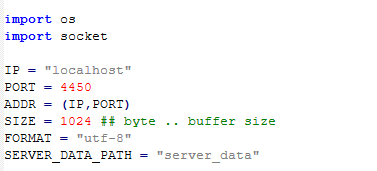 import os
import socket
IP = "localhost"
PORT = 4450
ADDR = (IP,PORT)
SIZE = 1024 ## byte .. buffer size
FORMAT = "utf-8"
SERVER_DATA_PATH = "server_data"